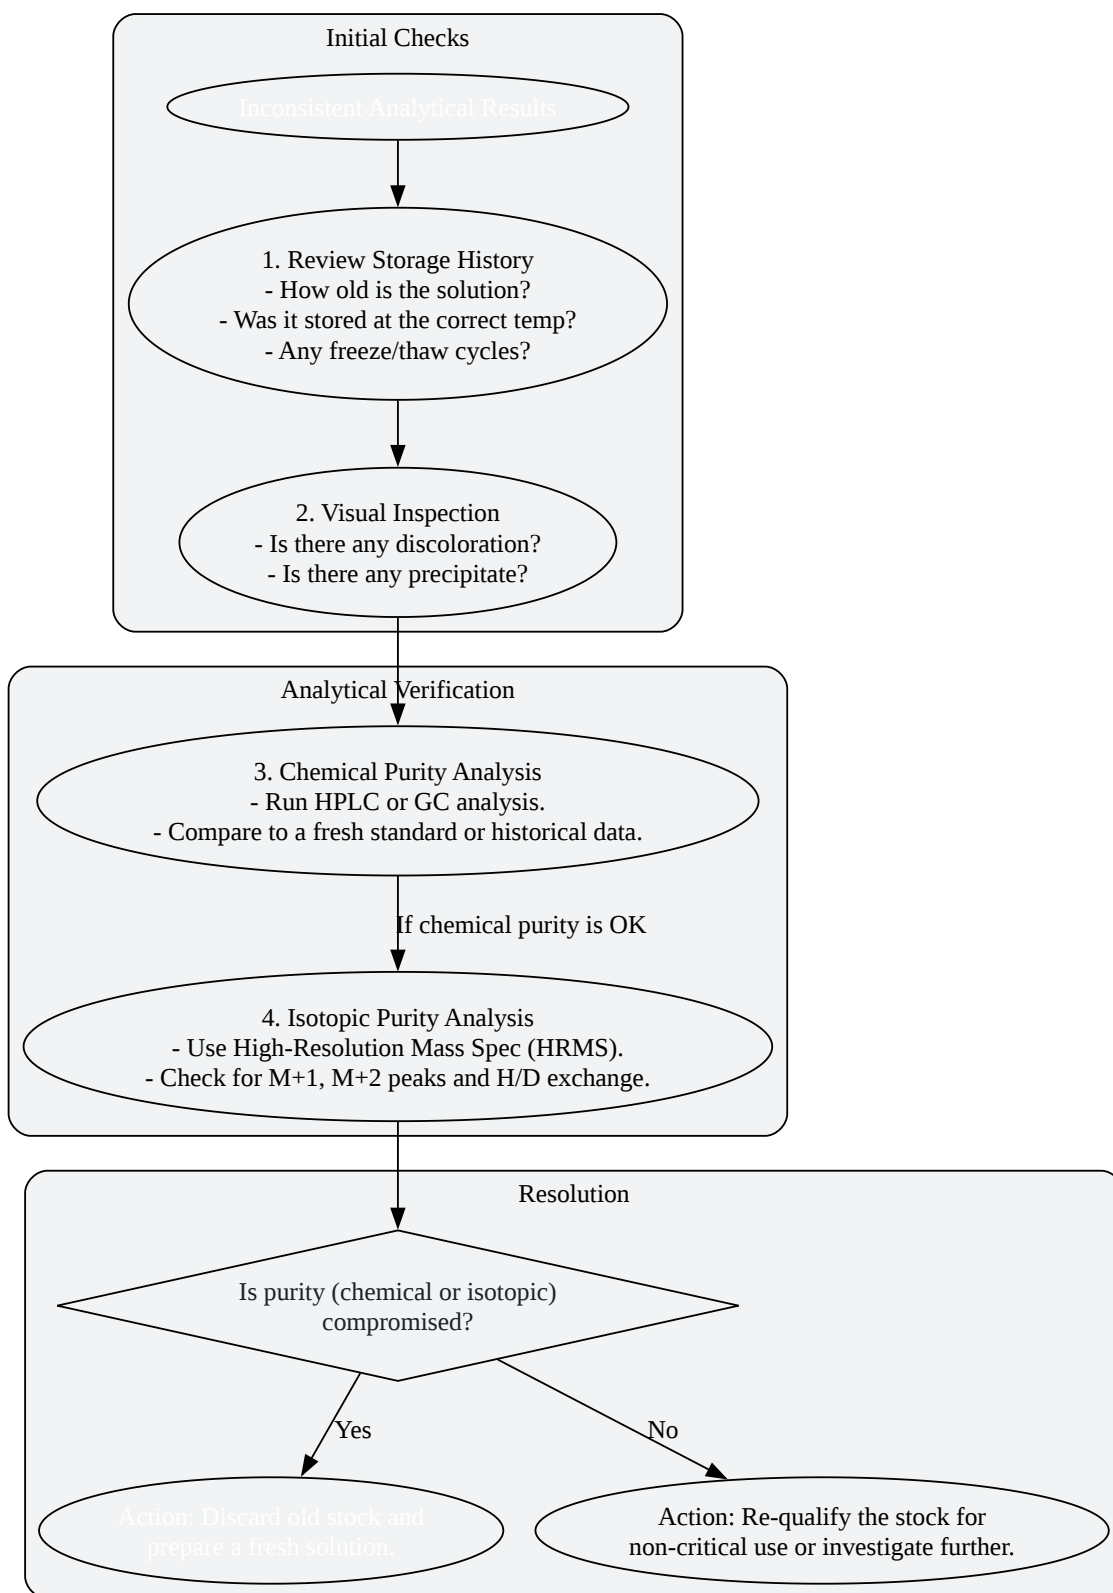 Initial Checks
Inconsistent Analytical Results
1. Review Storage History
- How old is the solution?
- Was it stored at the correct temp?
- Any freeze/thaw cycles?
2. Visual Inspection
- Is there any discoloration?
- Is there any precipitate?
Analytical Verification
3. Chemical Purity Analysis
- Run HPLC or GC analysis.
- Compare to a fresh standard or historical data.
If chemical purity is OK
4. Isotopic Purity Analysis
- Use High-Resolution Mass Spec (HRMS).
- Check for M+1, M+2 peaks and H/D exchange.
Resolution
Is purity (chemical or isotopic)
compromised?
Yes
No
Action: Discard old stock and
prepare a fresh solution.
Action: Re-qualify the stock for
non-critical use or investigate further.